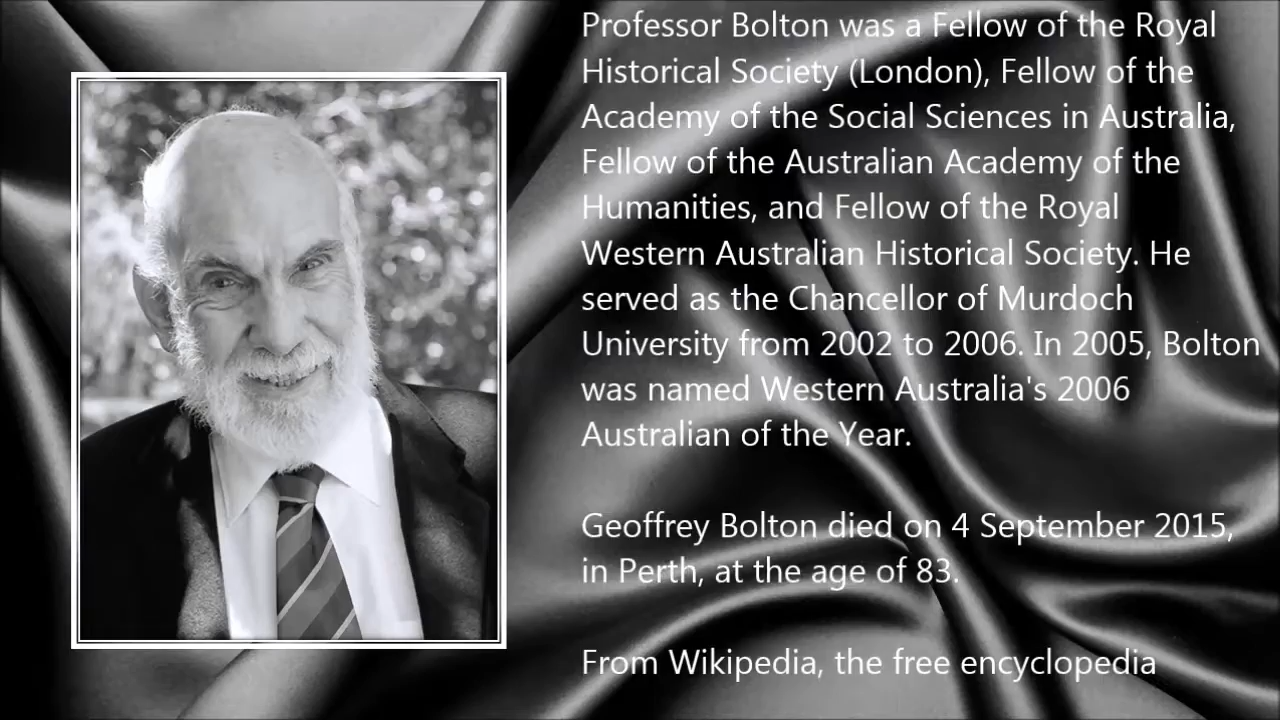 Professor Bolton was a Fellow of the Royal
Historical Society (London), Fellow of the
Academy of the Social Sciences in Australia,
Fellow of the Australian Academy of the
Humanities, and Fellow of the Royal
Western Australian Historical Society. He
served as the Chancellor of Murdoch
University from 2002 to 2006. In 2005, Bolton
was named Western Australia's 2006
Australian of the Year.
Geoffrey Bolton died on 4 September 2015,
in Perth, at the age of 83.
From Wikipedia, the free encyclopedia